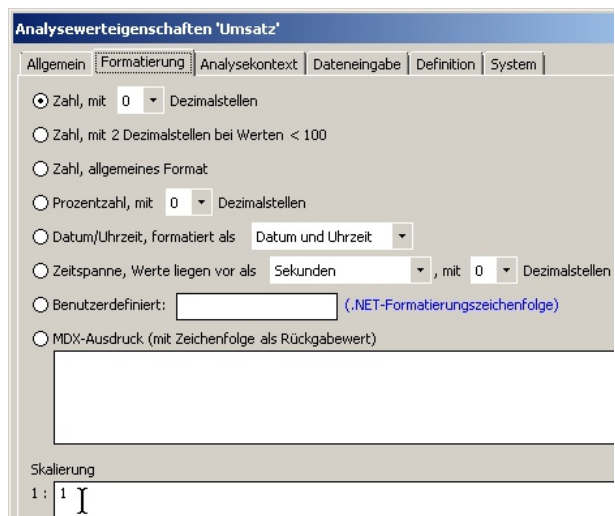 Analysewerteigenschaften 'Umsatz'
Allgemein Formatierung Analysekontext Dateneingabe Definition System
Zahl, mit 0 Dezimalstellen
Zahl, mit 2 Dezimalstellen bei Werten < 100
Zahl, allgemeines Format
Prozentzahl, mit 0 Dezimalstellen
Datum/Uhrzeit, formatiert als Datum und Uhrzeit
Zeitspanne, Werte liegen vor als Sekunden , mit 0 Dezimalstellen
Benutzerdefiniert: (.NET-Formatierungszeichenfolge)
MDX-Ausdruck (mit Zeichenfolge als Rückgabewert)
Skalierung
1 : 1